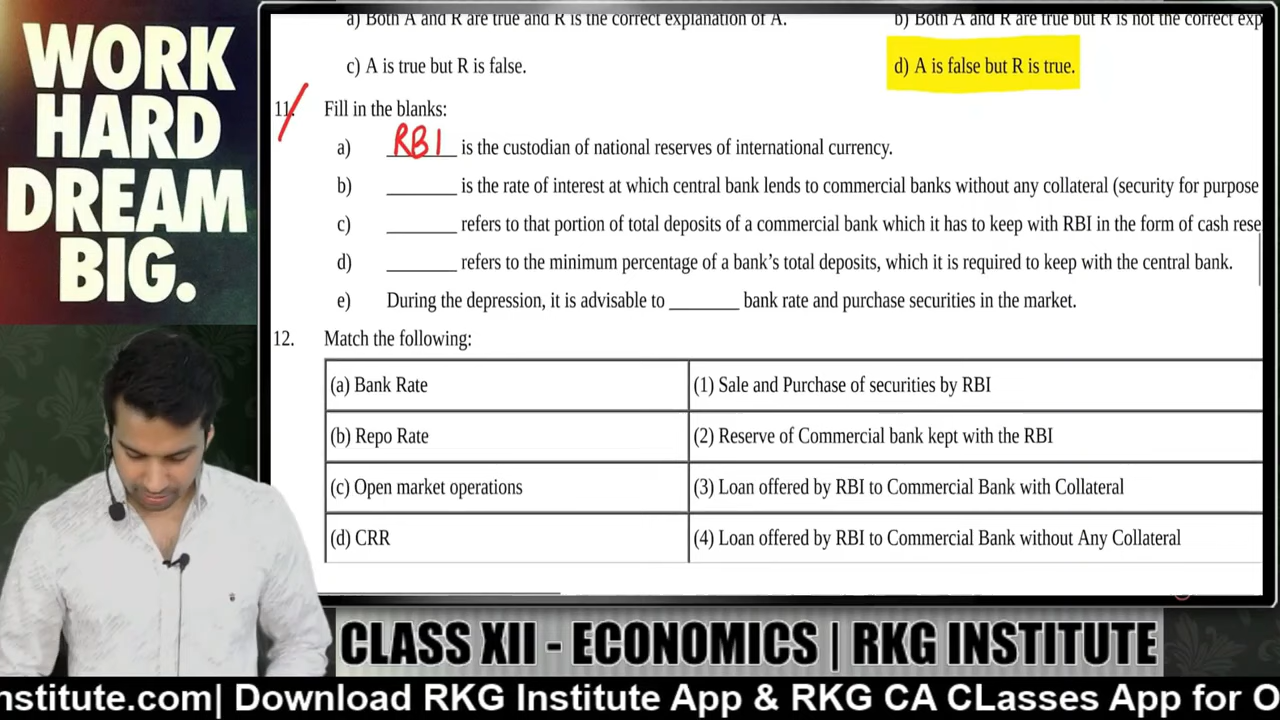 WORK
HARD
DREAM
BIG.
a) Both A and R are true and R is the correct explanation of A.
b) Both A and R are true but R is not the correct exp
c) A is true but R is false.
d) A is false but R is true.
11. Fill in the blanks:
a) RBI is the custodian of national reserves of international currency.
b) ________ is the rate of interest at which central bank lends to commercial banks without any collateral (security for purpose
c) ________ refers to that portion of total deposits of a commercial bank which it has to keep with RBI in the form of cash rese
d) ________ refers to the minimum percentage of a bank’s total deposits, which it is required to keep with the central bank.
e) During the depression, it is advisable to ________ bank rate and purchase securities in the market.
12. Match the following:
(a) Bank Rate (1) Sale and Purchase of securities by RBI
(b) Repo Rate (2) Reserve of Commercial bank kept with the RBI
(c) Open market operations (3) Loan offered by RBI to Commercial Bank with Collateral
(d) CRR (4) Loan offered by RBI to Commercial Bank without Any Collateral
CLASS XII - ECONOMICS | RKG INSTITUTE
nstitute.com| Download RKG Institute App & RKG CA CLasses App for O